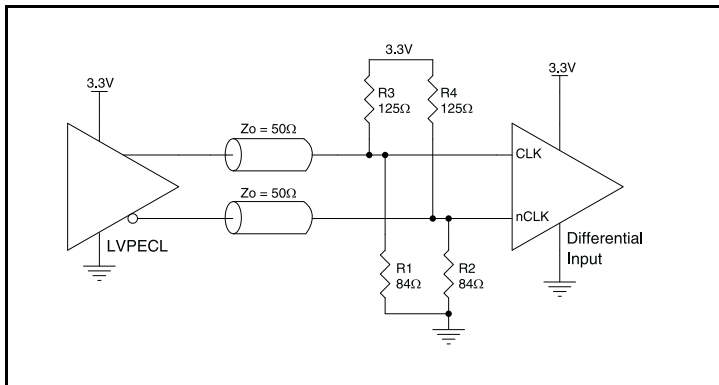 3.3V
3.3V
3.3V
R3
125Ω
R4
125Ω
Zo = 50Ω
CLK
Zo = 50Ω
nCLK
LVPECL
Differential
Input
R1
84Ω
R2
84Ω